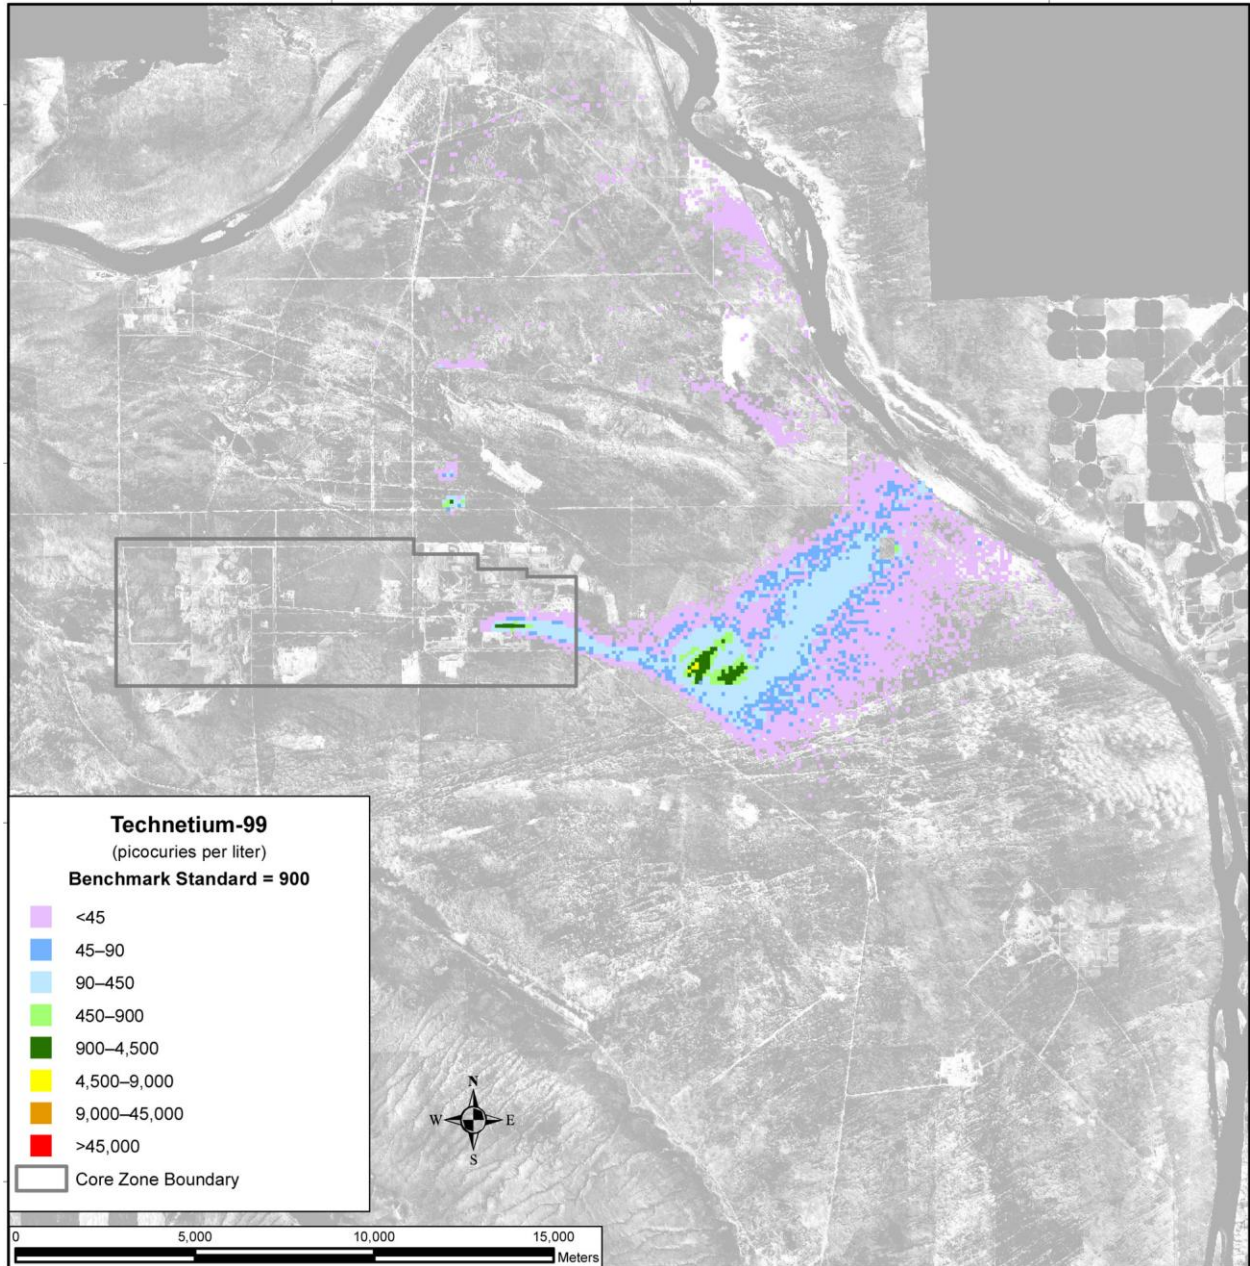 Technetium-99
(picocuries per liter)
Benchmark Standard = 900
<45
45–90
90–450
450–900
900–4,500
4,500–9,000
9,000–45,000
>45,000
Core Zone Boundary
N
W E
S
0 5,000 10,000 15,000
Meters